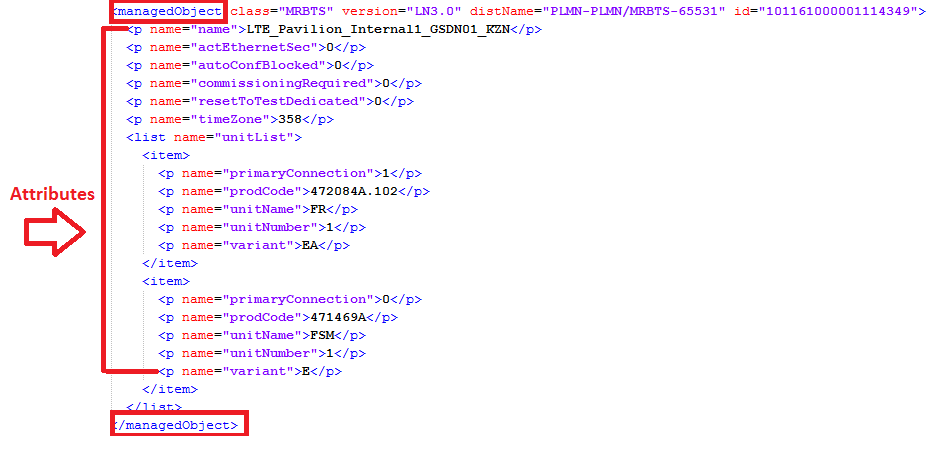 <managedObject class="MRBTS" version="LN3.0" distName="PLMN-PLMN/MRBTS-65531" id="101161000001114349">
<p name="name">LTE_Pavilion_Internal1_GSDN01_KZN</p>
<p name="actEthernetSec">0</p>
<p name="autoConfBlocked">0</p>
<p name="commissioningRequired">0</p>
<p name="resetToTestDedicated">0</p>
<p name="timeZone">358</p>
<list name="unitList">
<item>
<p name="primaryConnection">1</p>
<p name="prodCode">472084A.102</p>
Attributes
<p name="unitName">FR</p>
<p name="unitNumber">1</p>
<p name="variant">EA</p>
</item>
<item>
<p name="primaryConnection">0</p>
<p name="prodCode">471469A</p>
<p name="unitName">FSM</p>
<p name="unitNumber">1</p>
<p name="variant">E</p>
</item>
</list>
</managedObject>